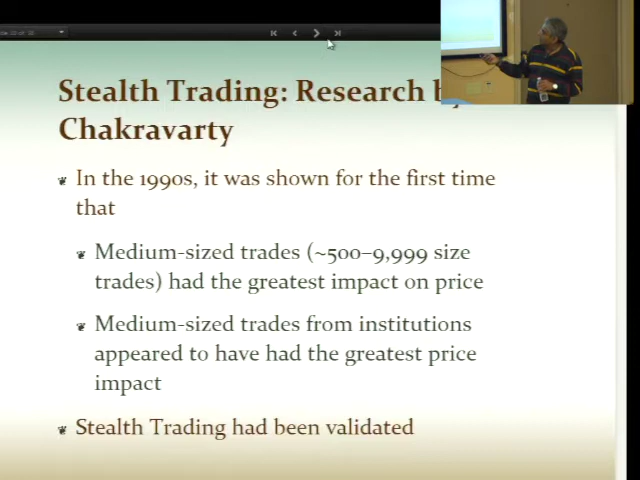 Stealth Trading: Research
Chakravarty
In the 1990s, it was shown for the first time
that
Medium-sized trades (~500–9,999 size
trades) had the greatest impact on price
Medium-sized trades from institutions
appeared to have had the greatest price
impact
Stealth Trading had been validated